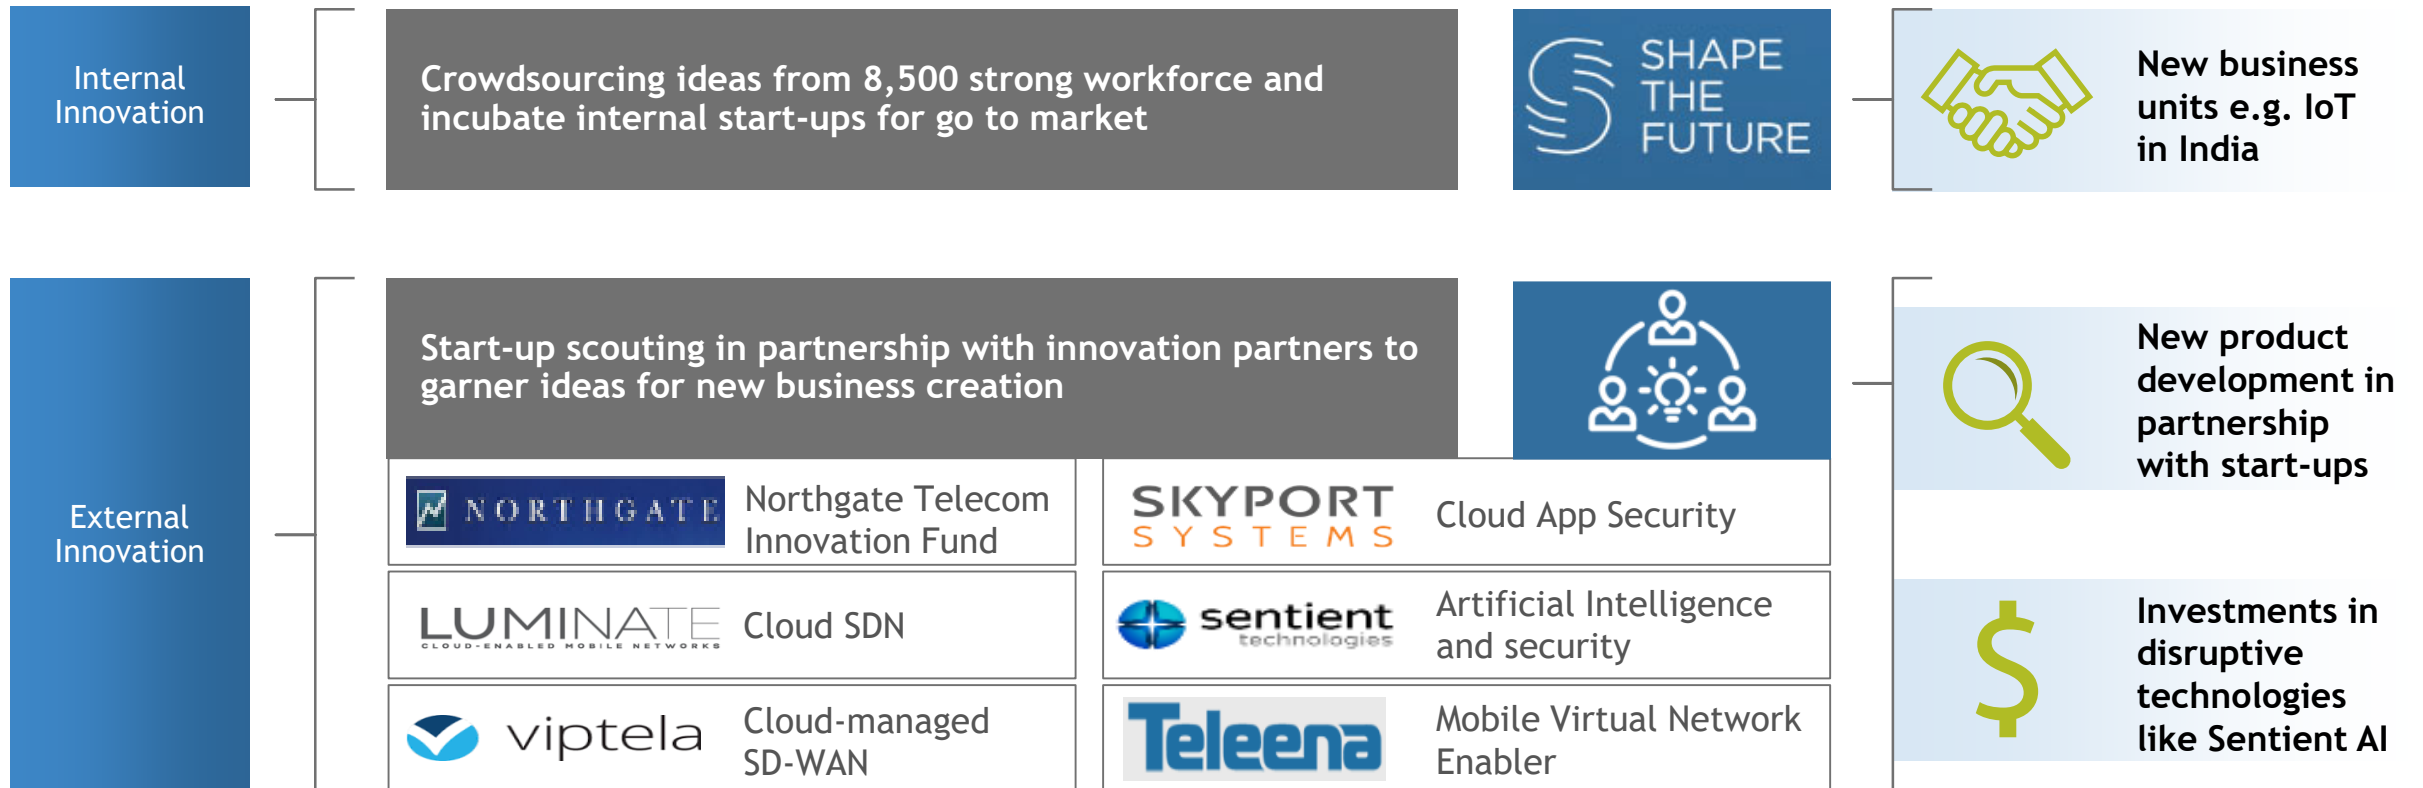 Internal
Innovation
Crowdsourcing ideas from 8,500 strong workforce and
incubate internal start-ups for go to market
SHAPE
THE
FUTURE
New business
units e.g. IoT
in India
External
Innovation
Start-up scouting in partnership with innovation partners to
garner ideas for new business creation
New product
development in
partnership
with start-ups
NORTHGATE
Northgate Telecom
Innovation Fund
SKYPORT
SYSTEMS
Cloud App Security
LUMINATE
CLOUD-ENABLED MOBILE NETWORKS
Cloud SDN
sentient
technologies
Artificial Intelligence
and security
Investments in
disruptive
technologies
like Sentient AI
viptela
Cloud-managed
SD-WAN
Teleena
Mobile Virtual Network
Enabler